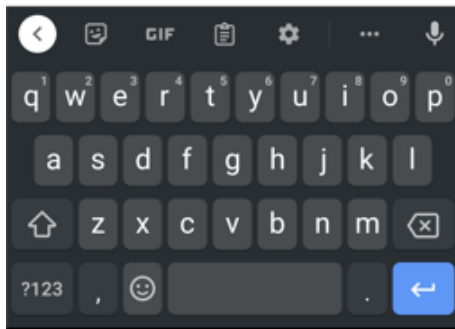 GIF
q1 w2 e3 r4 t5 y6 u7 i8 o9 p0
a s d f g h j k l
z x c v b n m
?123 , .